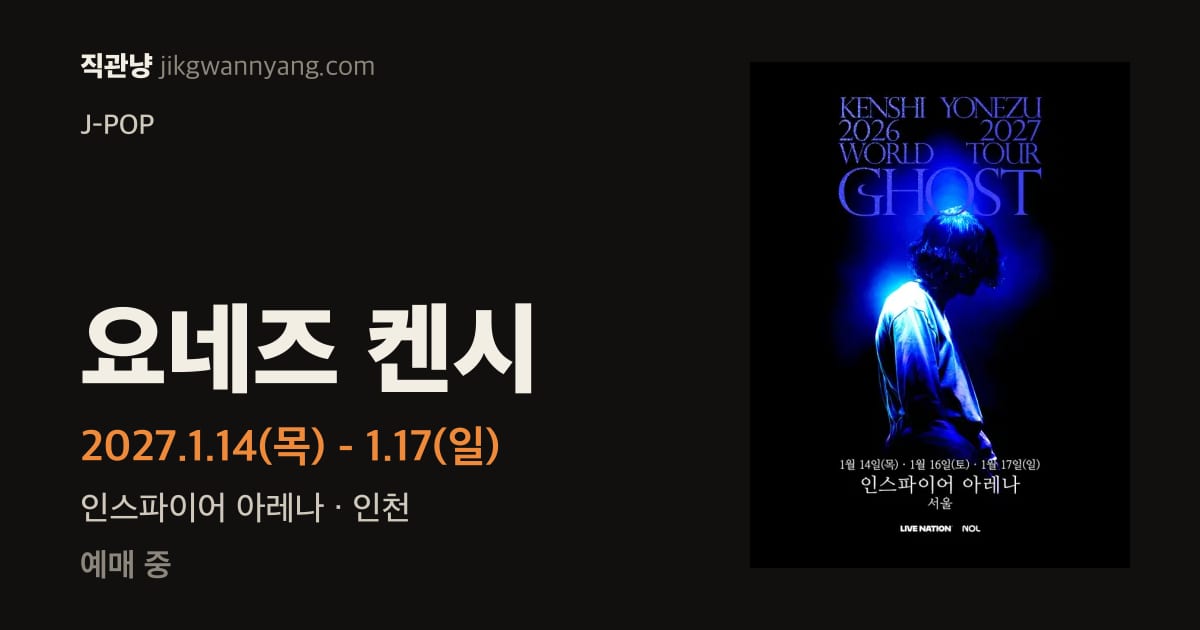 직관냥 jikgwannyang.com
J-POP
요네즈 켄시
2027.1.14(목) - 1.17(일)
인스파이어 아레나 · 인천
예매 중
KENSHI YONEZU
2026 2027
WORLD TOUR
GHOST
1월 14일(목) · 1월 16일(토) · 1월 17일(일)
인스파이어 아레나
서울
LIVE NATION NOL